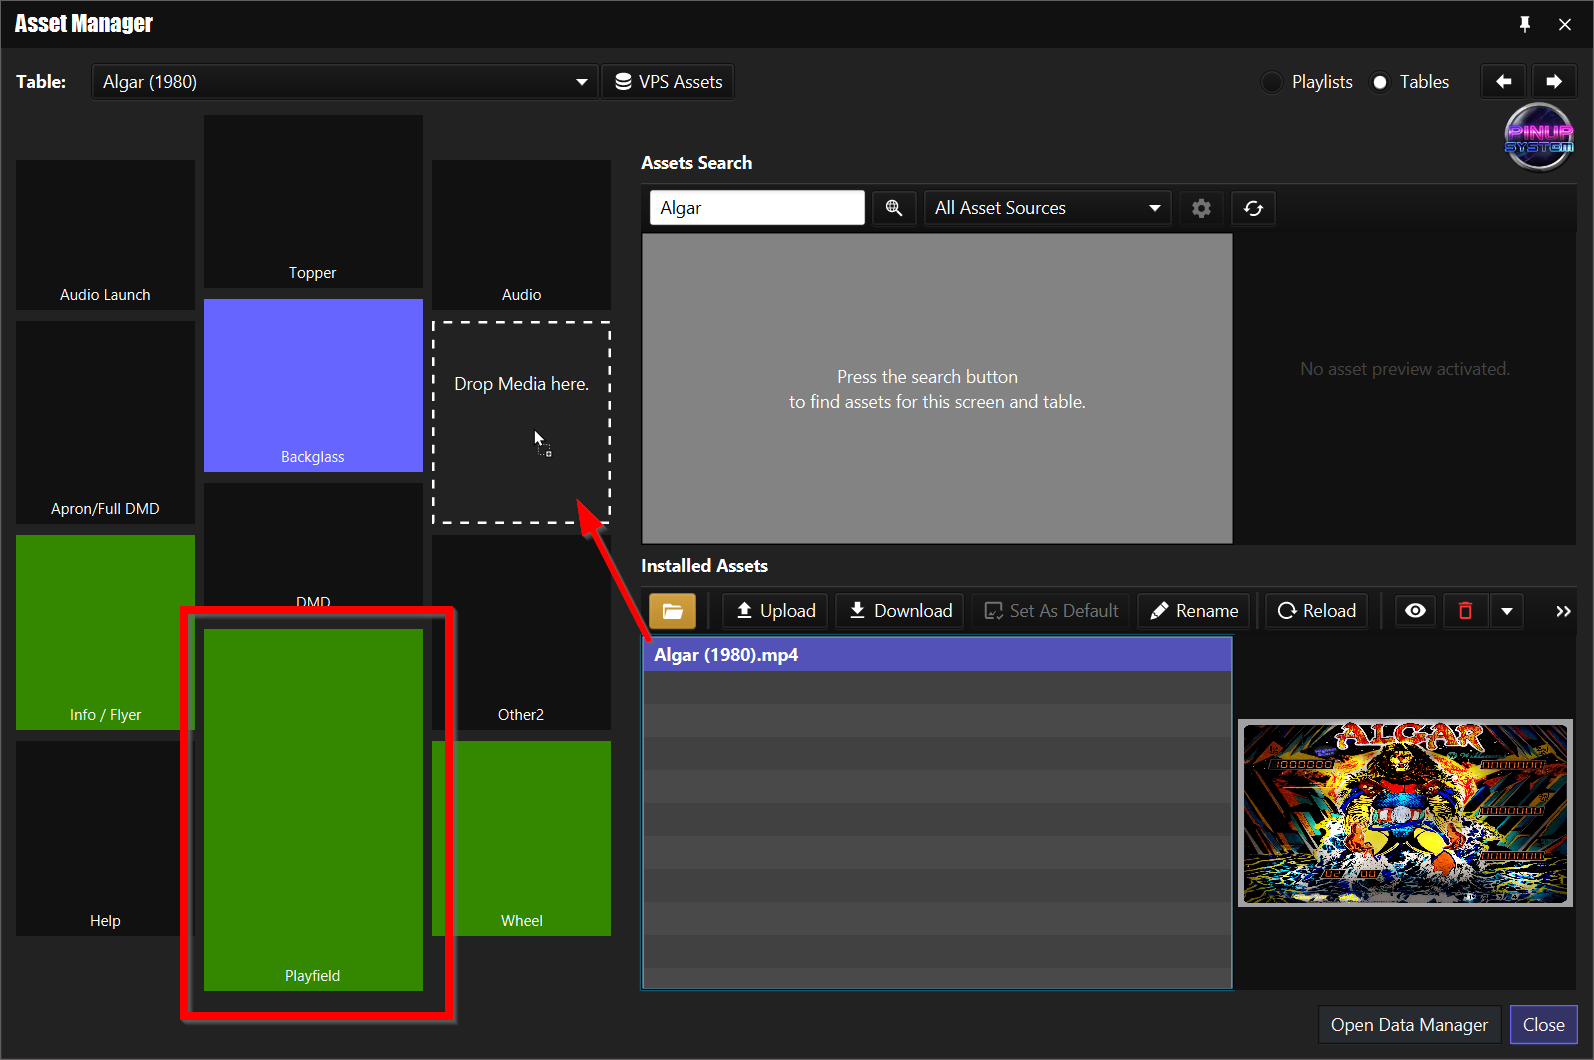 Asset Manager
Table:
Algar (1980)
VPS Assets
Playlists
Tables
PINUP
SYSTEM
Audio Launch
Topper
Audio
Apron/Full DMD
Backglass
Drop Media here.
Info / Flyer
DMD
Other2
Help
Playfield
Wheel
Assets Search
Algar
All Asset Sources
Press the search button
to find assets for this screen and table.
No asset preview activated.
Installed Assets
Upload
Download
Set As Default
Rename
Reload
Algar (1980).mp4
ALGAR
Open Data Manager
Close